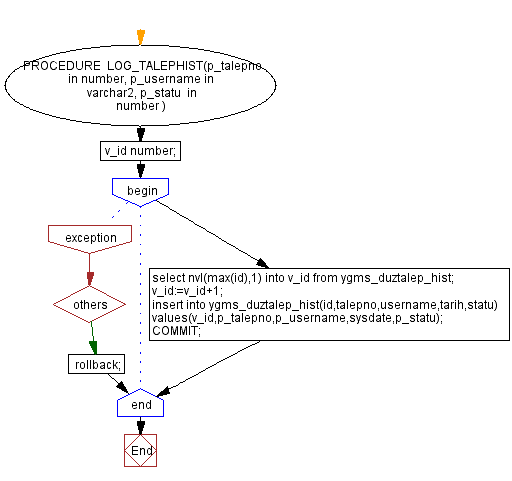 PROCEDURE LOG_TALEPHIST(p_talepno
in number, p_username in
varchar2, p_statu in
number )
v_id number;
begin
exception
select nvl(max(id),1) into v_id from ygms_duztalep_hist;
v_id:=v_id+1;
insert into ygms_duztalep_hist(id,talepno,username,tarih,statu)
values(v_id,p_talepno,p_username,sysdate,p_statu);
COMMIT;
others
rollback;
end
End